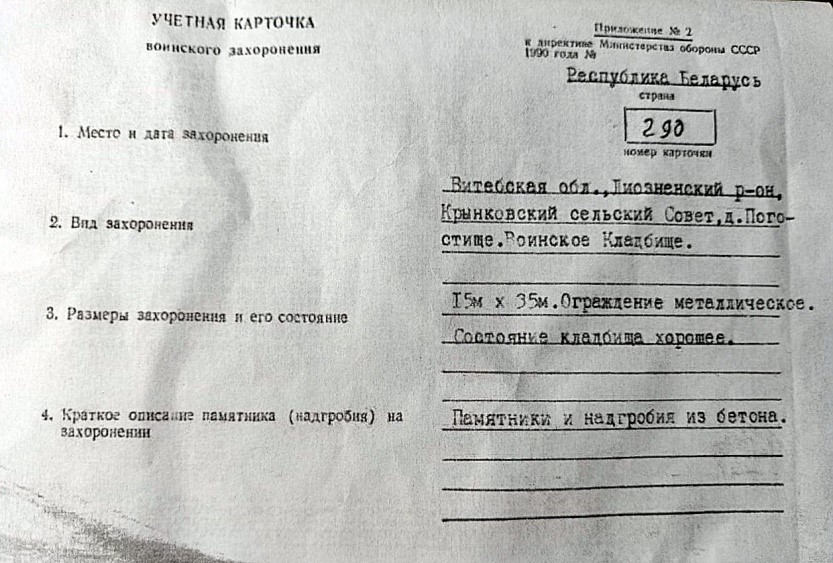 УЧЕТНАЯ КАРТОЧКА
воинского захоронения
Приложение № 2
к директиве Министерства обороны СССР
1990 года №
Республика Беларусь
страна
290
номер карточки
1. Место и дата захоронения
Витебская обл.,Лиозненский р-он,
2. Вид захоронения
Крынковский сельский Совет,д.Пого-
стище.Воинское Кладбище.
3. Размеры захоронения и его состояние
15м х 35м.Ограждение металлическое.
Состояние кладбища хорошее.
4. Краткое описание памятника (надгробия) на
захоронении
Памятники и надгробия из бетона.